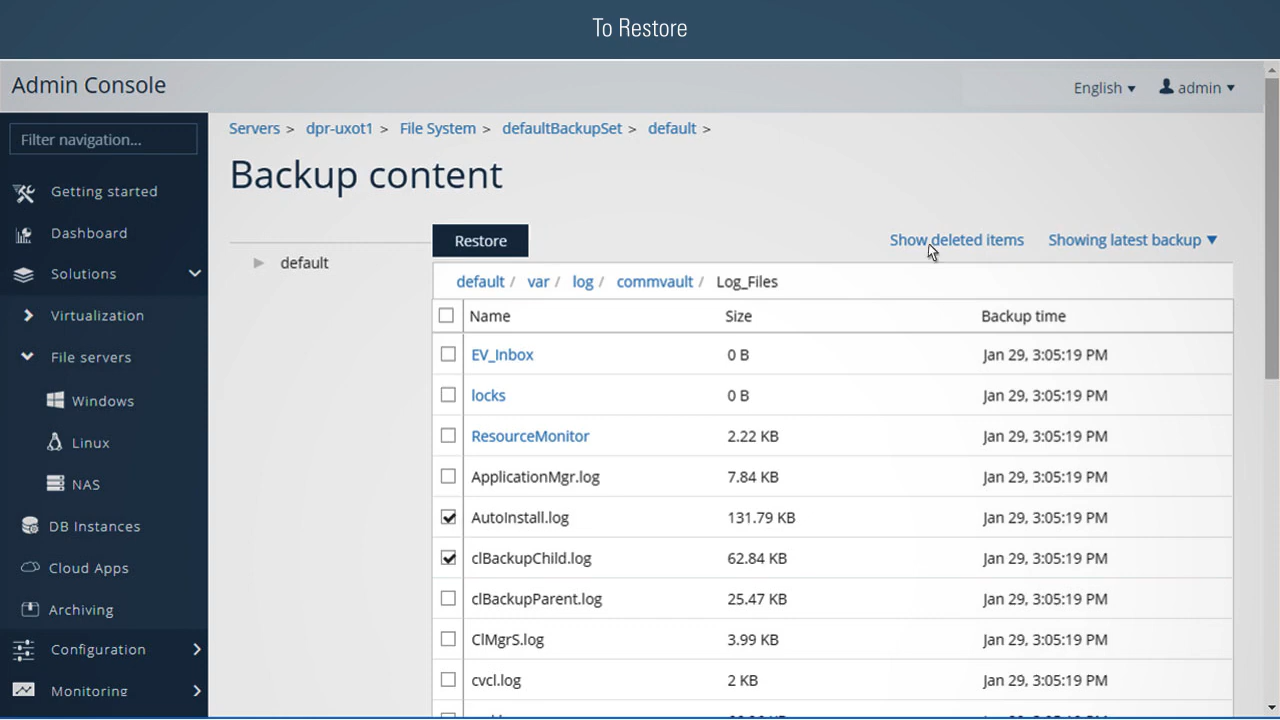 To Restore
Admin Console
English
admin
Filter navigation...
Getting started
Dashboard
Solutions
Virtualization
File servers
Windows
Linux
NAS
DB Instances
Cloud Apps
Archiving
Configuration
Monitoring
Servers > dpr-uxot1 > File System > defaultBackupSet > default >
Backup content
default
Restore
Show deleted items
Showing latest backup
default / var / log / commvault / Log_Files
Name Size Backup time
EV_Inbox 0 B Jan 29, 3:05:19 PM
locks 0 B Jan 29, 3:05:19 PM
ResourceMonitor 2.22 KB Jan 29, 3:05:19 PM
ApplicationMgr.log 7.84 KB Jan 29, 3:05:19 PM
AutoInstall.log 131.79 KB Jan 29, 3:05:19 PM
clBackupChild.log 62.84 KB Jan 29, 3:05:19 PM
clBackupParent.log 25.47 KB Jan 29, 3:05:19 PM
ClMgrS.log 3.99 KB Jan 29, 3:05:19 PM
cvcl.log 2 KB Jan 29, 3:05:19 PM